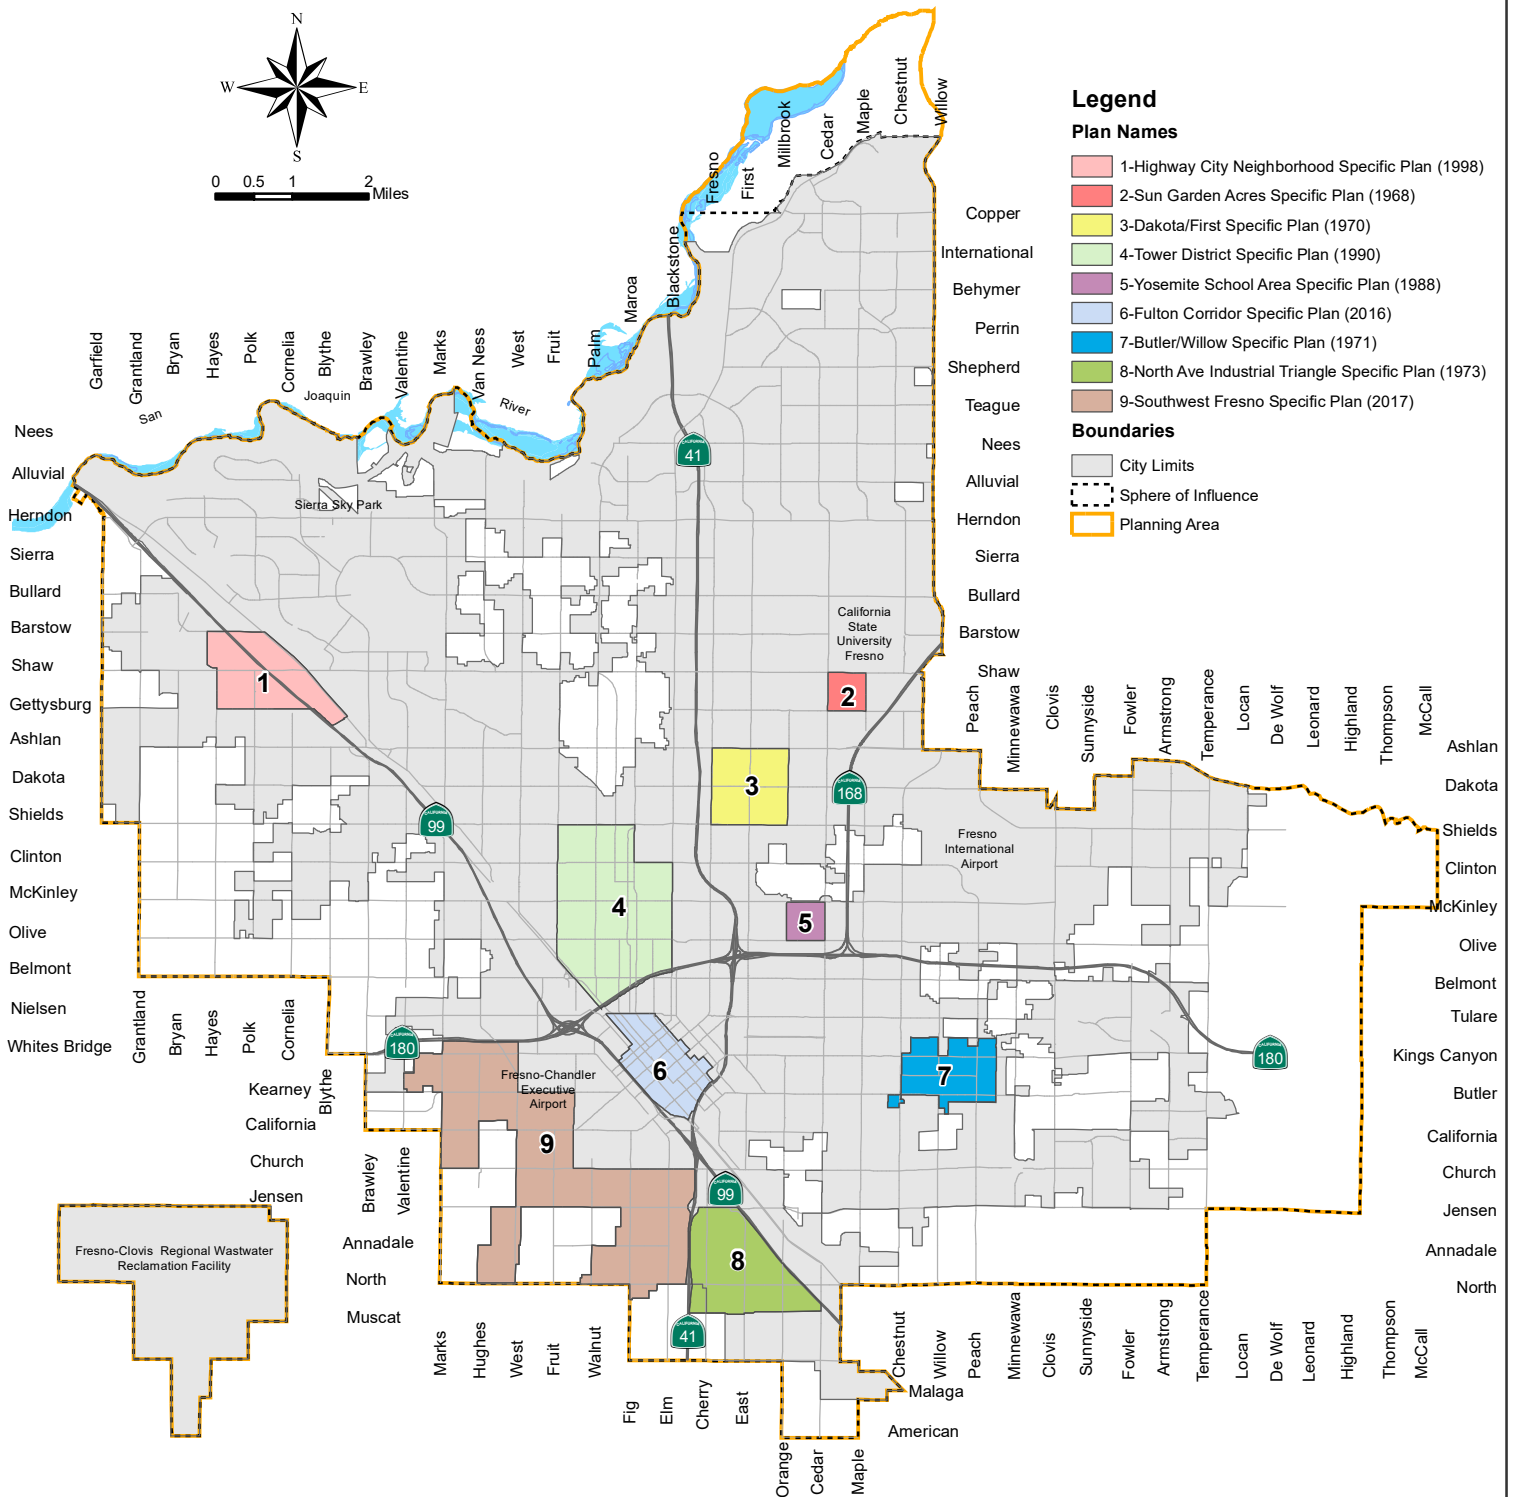 N
W
E
S
0 0.5 1 2
Miles
Legend
Plan Names
1-Highway City Neighborhood Specific Plan (1998)
2-Sun Garden Acres Specific Plan (1968)
3-Dakota/First Specific Plan (1970)
4-Tower District Specific Plan (1990)
5-Yosemite School Area Specific Plan (1988)
6-Fulton Corridor Specific Plan (2016)
7-Butler/Willow Specific Plan (1971)
8-North Ave Industrial Triangle Specific Plan (1973)
9-Southwest Fresno Specific Plan (2017)
Boundaries
City Limits
Sphere of Influence
Planning Area
Fresno
First
Millbrook
Cedar
Maple
Chestnut
Willow
Copper
International
Behymer
Perrin
Shepherd
Teague
Nees
Alluvial
Herndon
Sierra
Bullard
Barstow
Shaw
Garfield
Grantland
Bryan
Hayes
Polk
Cornelia
Blythe
Brawley
Valentine
Marks
Van Ness
West
Fruit
Palm
Maroa
Blackstone
San
Joaquin
River
Nees
Alluvial
Herndon
Sierra
Bullard
Barstow
Shaw
Gettysburg
Ashlan
Dakota
Shields
Clinton
McKinley
Olive
Belmont
Nielsen
Whites Bridge
Sierra Sky Park
CALIFORNIA
41
California
State
University
Fresno
1
2
3
CALIFORNIA
168
CALIFORNIA
99
Fresno
International
Airport
4
5
Peach
Minnewawa
Clovis
Sunnyside
Fowler
Armstrong
Temperance
Locan
De Wolf
Leonard
Highland
Thompson
McCall
Ashlan
Dakota
Shields
Clinton
McKinley
Olive
Belmont
Tulare
Kings Canyon
Butler
California
Church
Jensen
Annadale
North
Grantland
Bryan
Hayes
Polk
Cornelia
Blythe
Kearney
California
Church
Jensen
Brawley
Valentine
Annadale
North
Muscat
CALIFORNIA
180
Fresno-Chandler
Executive
Airport
6
7
CALIFORNIA
180
9
CALIFORNIA
99
8
CALIFORNIA
41
Fresno-Clovis Regional Wastwater
Reclamation Facility
Marks
Hughes
West
Fruit
Walnut
Fig
Elm
Cherry
East
Orange
Cedar
Maple
Malaga
American
Chestnut
Willow
Peach
Minnewawa
Clovis
Sunnyside
Fowler
Armstrong
Temperance
Locan
De Wolf
Leonard
Highland
Thompson
McCall